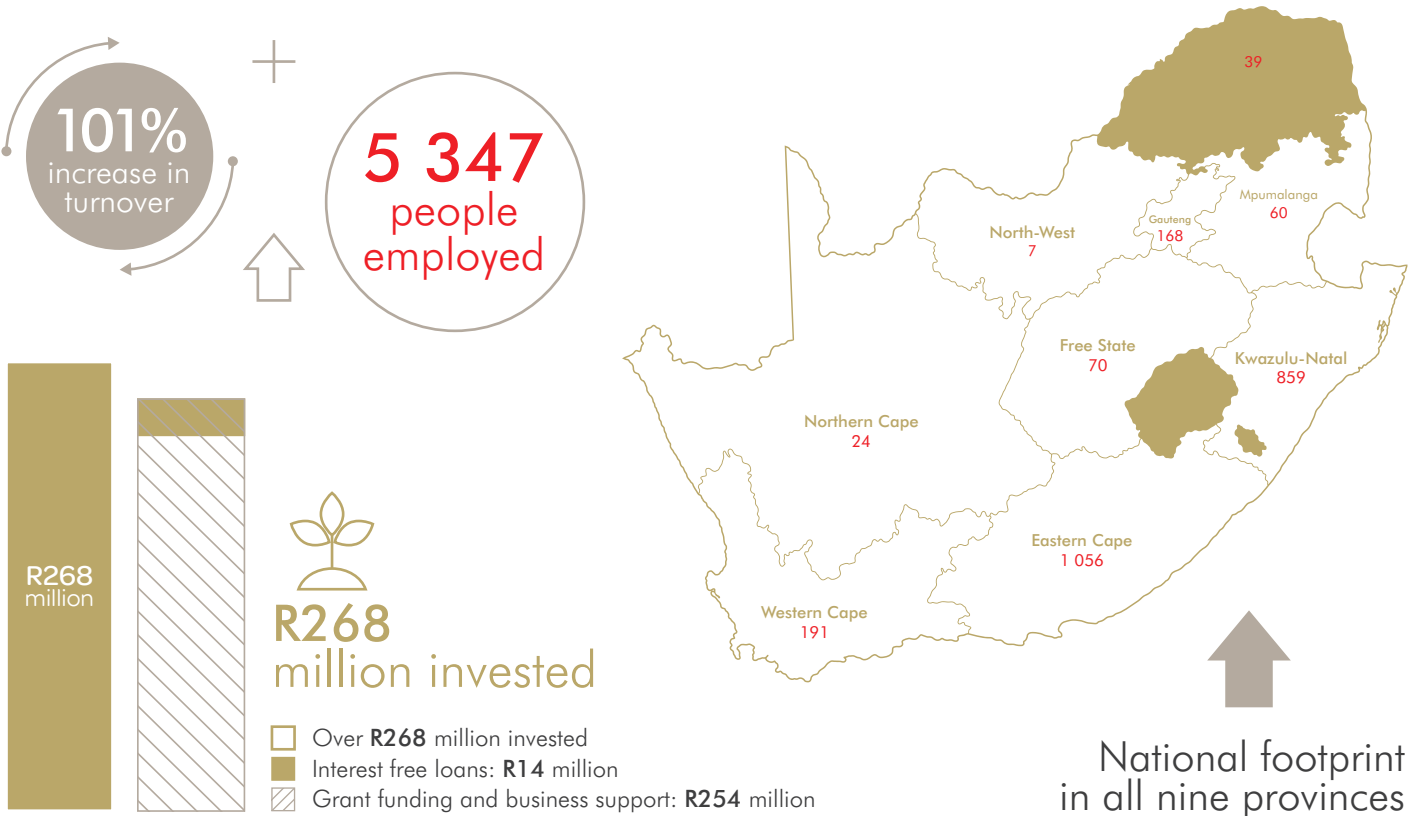 101%
increase in
turnover
5 347
people
employed
R268
million
R268
million invested
Over R268 million invested
Interest free loans: R14 million
Grant funding and business support: R254 million
39
Mpumalanga
60
Gauteng
168
North-West
7
Free State
70
Kwazulu-Natal
859
Northern Cape
24
Eastern Cape
1 056
Western Cape
191
National footprint
in all nine provinces